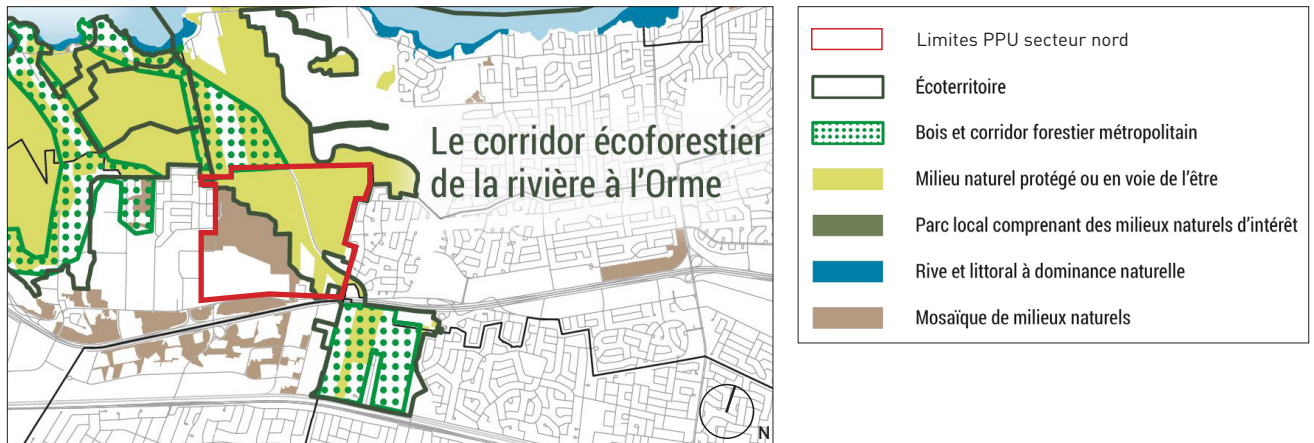 Le corridor écoforestier
de la rivière à l'Orme
N
Limites PPU secteur nord
Écoterritoire
Bois et corridor forestier métropolitain
Milieu naturel protégé ou en voie de l'être
Parc local comprenant des milieux naturels d'intérêt
Rive et littoral à dominance naturelle
Mosaïque de milieux naturels